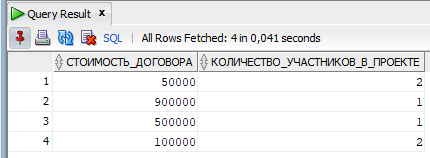 Query Result
SQL | All Rows Fetched: 4 in 0,041 seconds
СТОИМОСТЬ_ДОГОВОРА КОЛИЧЕСТВО_УЧАСТНИКОВ_В_ПРОЕКТЕ
1 50000 2
2 900000 1
3 500000 1
4 100000 2